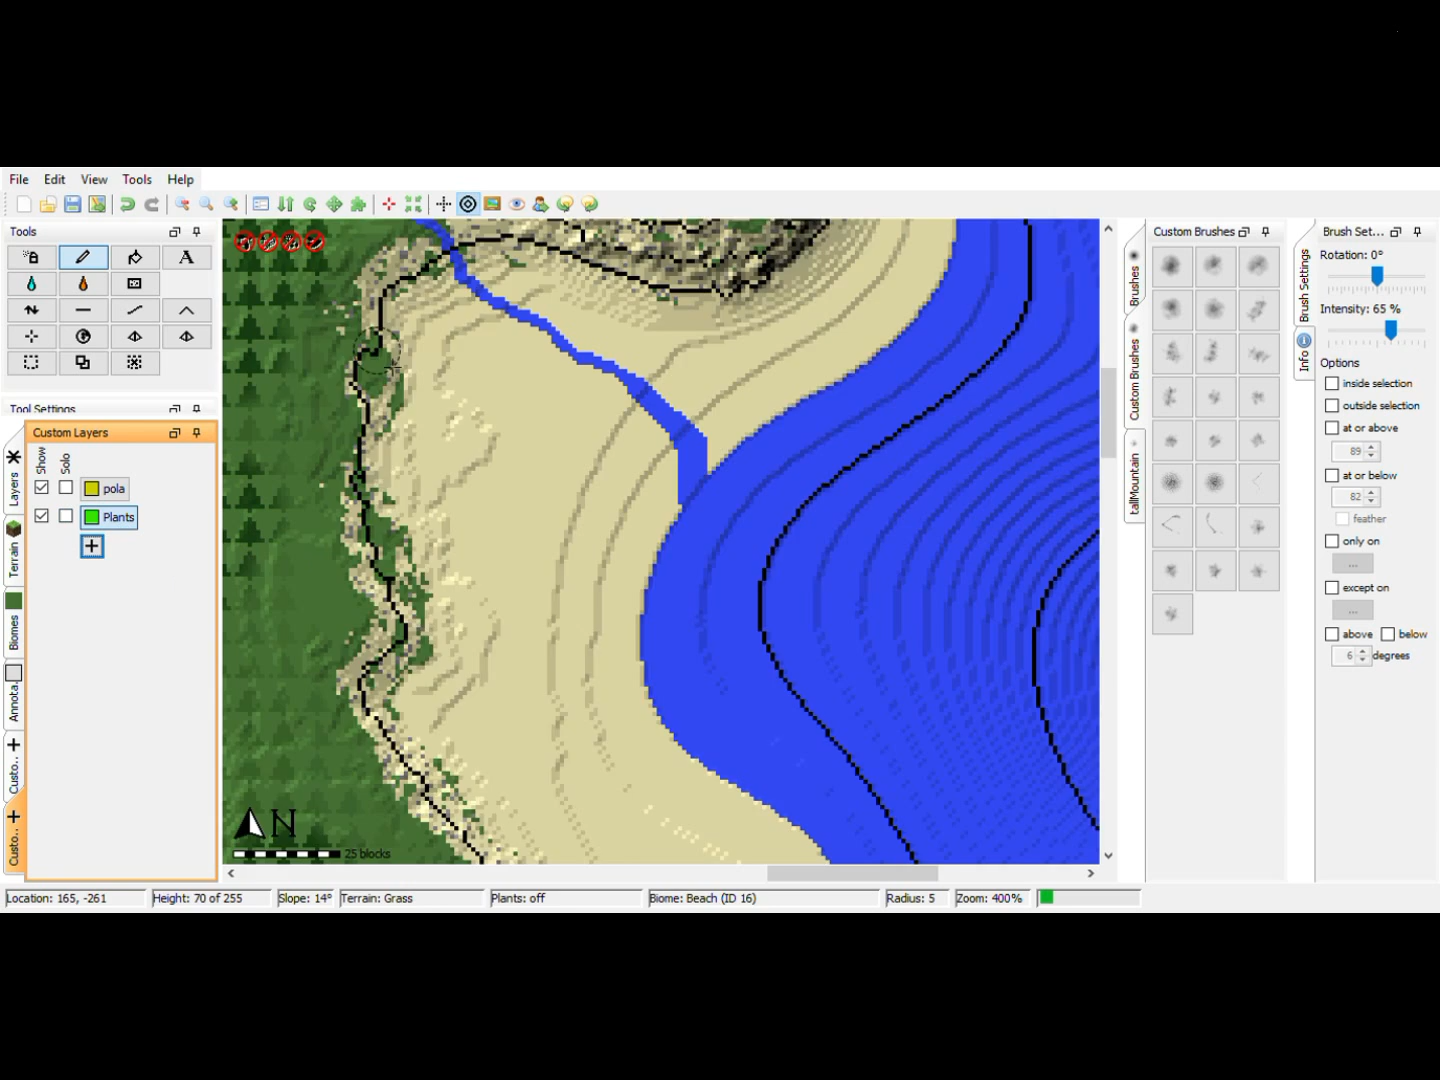 File Edit View Tools Help
Tools
A
Tool Settings
Custom Layers
Show
Solo
pola
Plants
Layers
Terrain
Biomes
Annota.
Custo..
Custo..
N
25 blocks
Brushes
Custom Brushes
tallMountain
Custom Brushes
Brush Settings
Info
Brush Set...
Rotation: 0°
Intensity: 65 %
Options
inside selection
outside selection
at or above
89
at or below
82
feather
only on
...
except on
...
above below
6 degrees
Location: 165, -261 Height: 70 of 255 Slope: 14° Terrain: Grass Plants: off Biome: Beach (ID 16) Radius: 5 Zoom: 400%